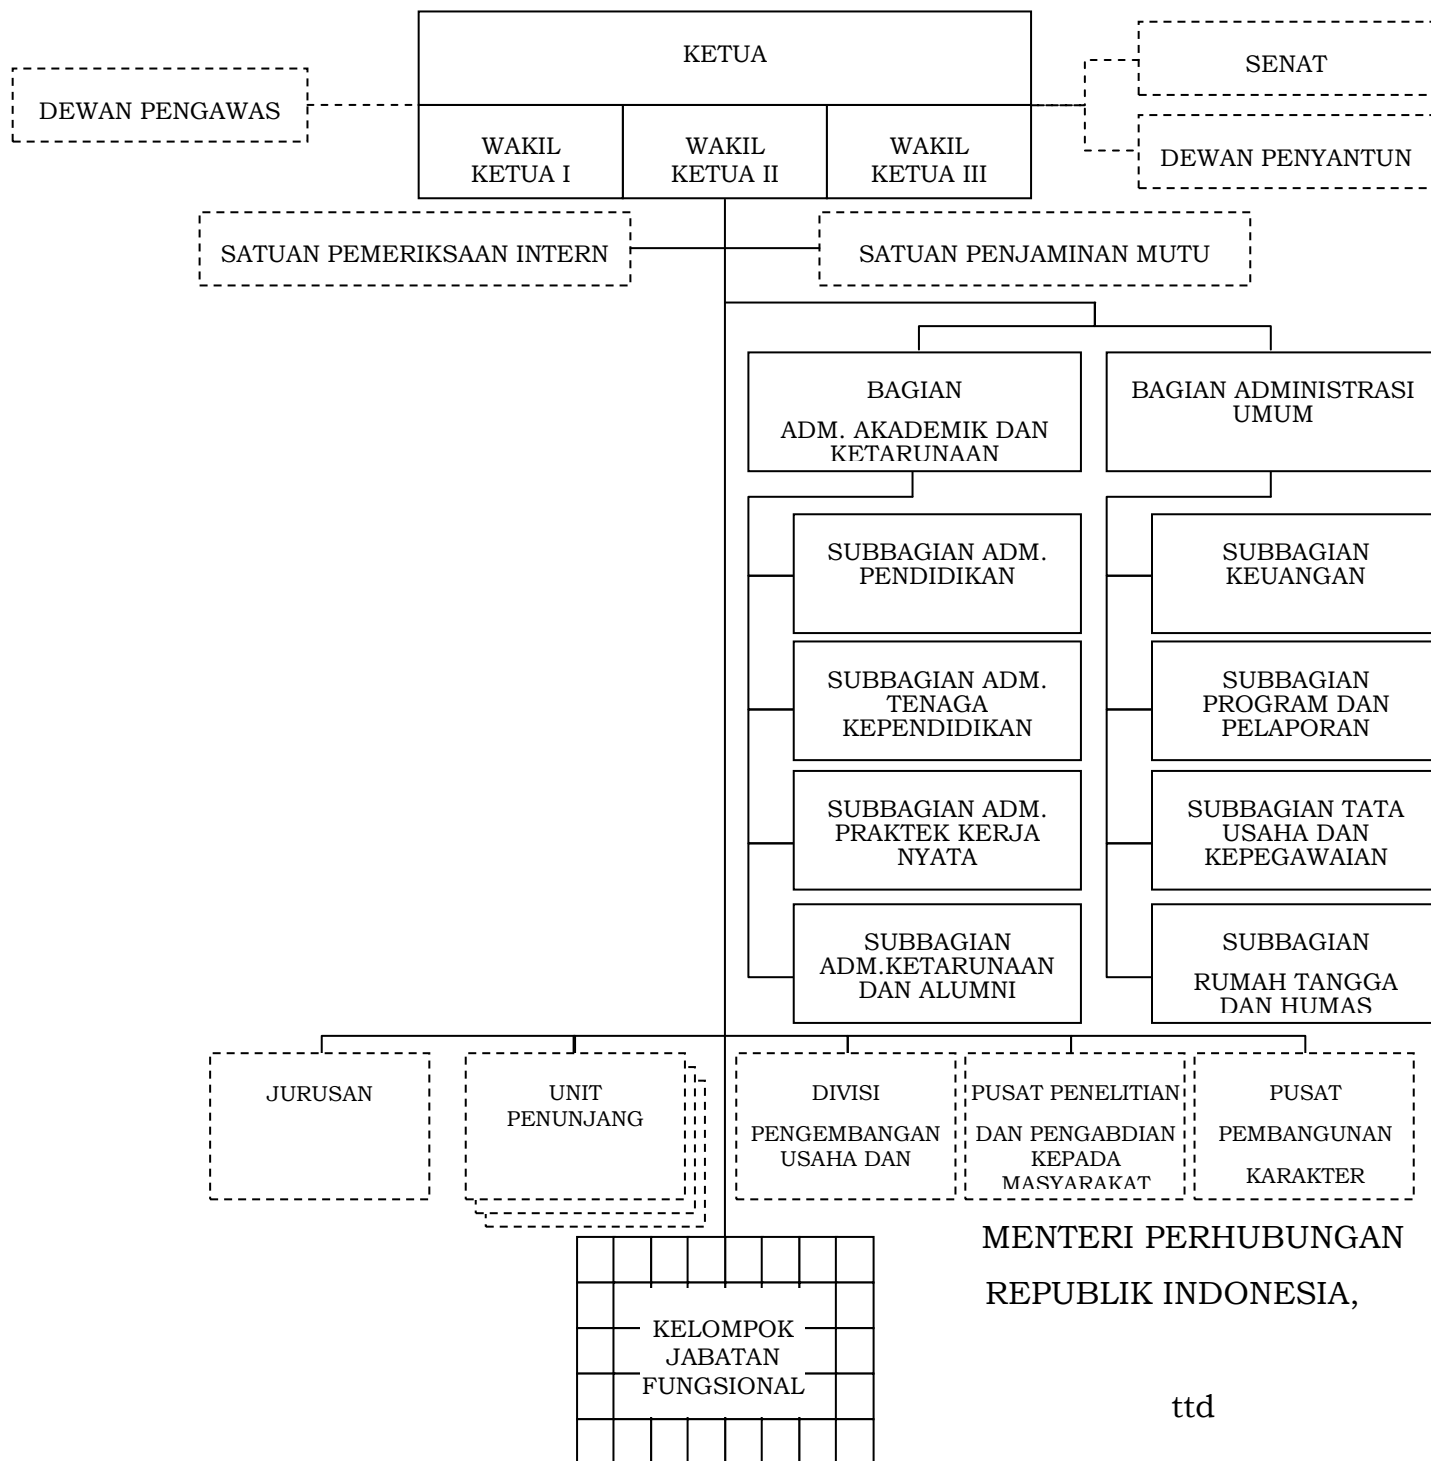 KETUA
SENAT
DEWAN PENGAWAS
WAKIL
KETUA I
WAKIL
KETUA II
WAKIL
KETUA III
DEWAN PENYANTUN
SATUAN PEMERIKSAAN INTERN
SATUAN PENJAMINAN MUTU
BAGIAN
ADM. AKADEMIK DAN
KETARUNAAN
BAGIAN ADMINISTRASI
UMUM
SUBBAGIAN ADM.
PENDIDIKAN
SUBBAGIAN
KEUANGAN
SUBBAGIAN ADM.
TENAGA
KEPENDIDIKAN
SUBBAGIAN
PROGRAM DAN
PELAPORAN
SUBBAGIAN ADM.
PRAKTEK KERJA
NYATA
SUBBAGIAN TATA
USAHA DAN
KEPEGAWAIAN
SUBBAGIAN
ADM.KETARUNAAN
DAN ALUMNI
SUBBAGIAN
RUMAH TANGGA
DAN HUMAS
JURUSAN
UNIT
PENUNJANG
DIVISI
PENGEMBANGAN
USAHA DAN
PUSAT PENELITIAN
DAN PENGABDIAN
KEPADA
MASYARAKAT
PUSAT
PEMBANGUNAN
KARAKTER
MENTERI PERHUBUNGAN
REPUBLIK INDONESIA,
KELOMPOK
JABATAN
FUNGSIONAL
ttd